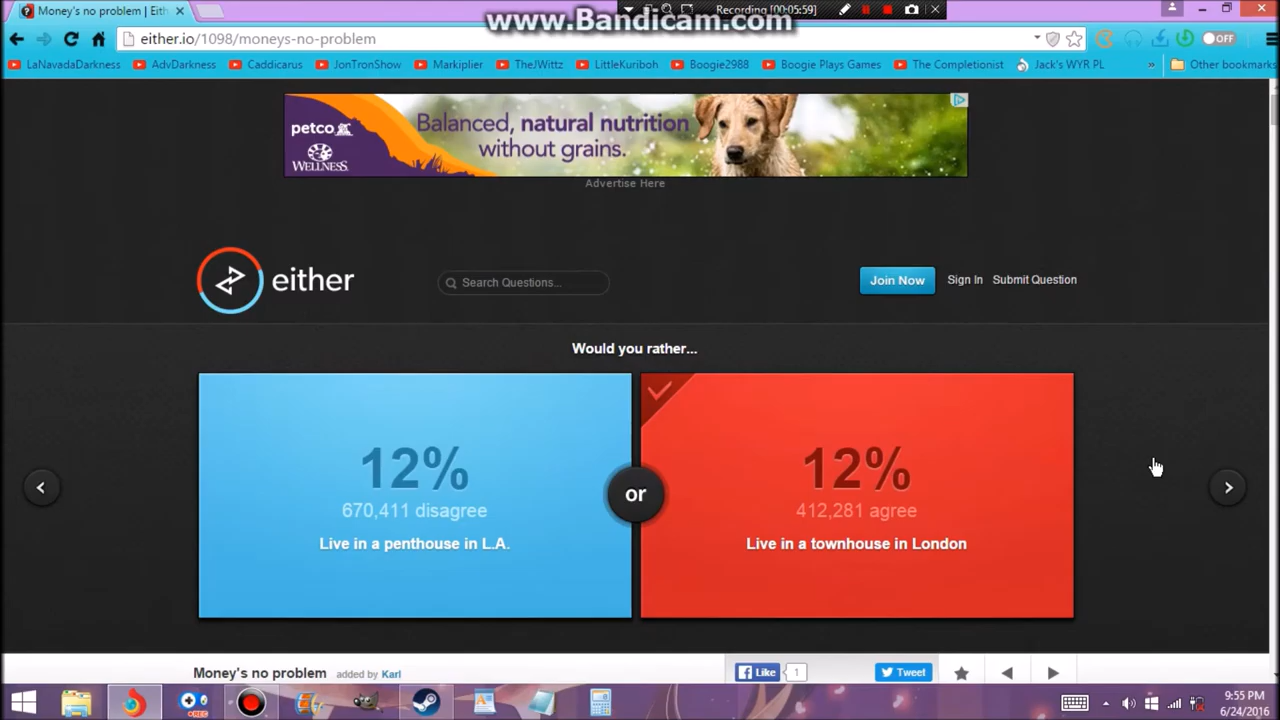 Recording [00:05:59]
www.Bandicam.com
Money's no problem | Eith
either.io/1098/moneys-no-problem
OFF
LaNavadaDarkness AdvDarkness Caddicarus JonTronShow Markiplier TheJWittz LittleKuriboh Boogie2988 Boogie Plays Games The Completionist Jack's WYR PL » Other bookmarks
petco
WELLNESS
Balanced, natural nutrition
without grains.
Advertise Here
either
Search Questions...
Join Now Sign In Submit Question
Would you rather...
12%
670,411 disagree
Live in a penthouse in L.A.
or
12%
412,281 agree
Live in a townhouse in London
Money's no problem added by Karl
Like 1
Tweet
REC
9:55 PM
6/24/2016